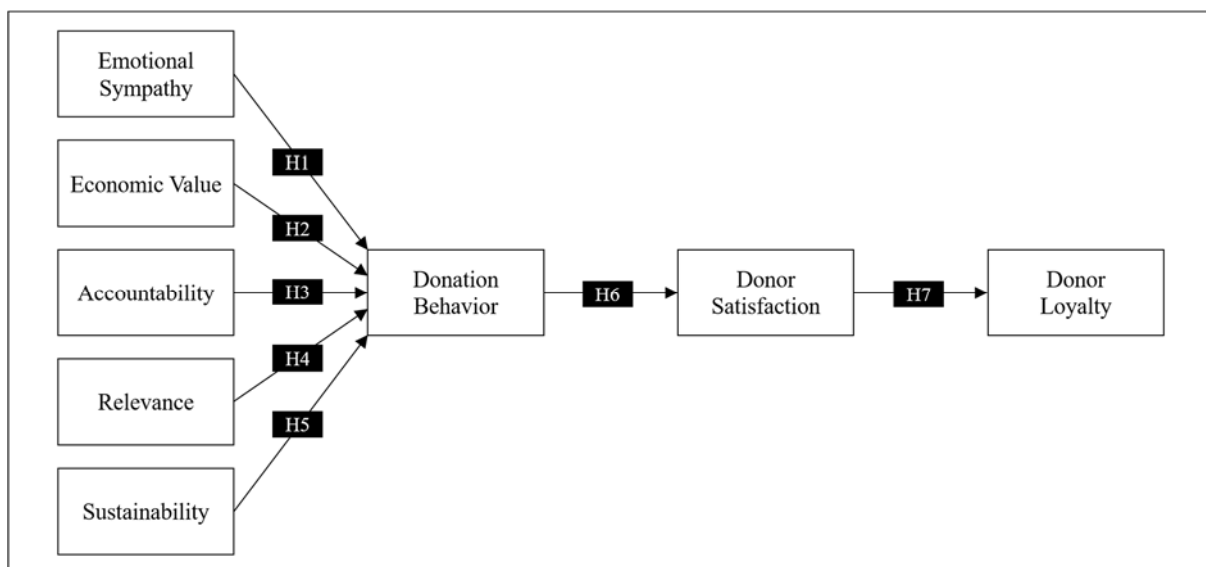 Emotional
Sympathy
H1
Economic Value
H2
Accountability
H3
Donation
Behavior
H6
Donor
Satisfaction
H7
Donor
Loyalty
H4
Relevance
H5
Sustainability